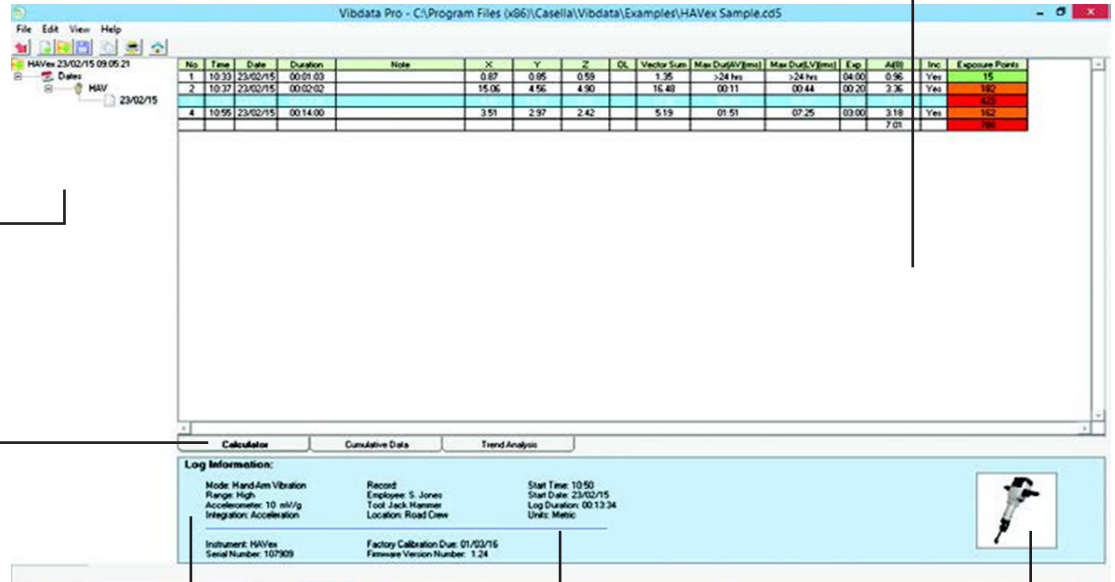 Vibdata Pro - C:\Program Files (x86)\Casella\Vibdata\Examples\HAVex Sample.cd5
File Edit View Help
HAVex 23/02/15 09:05:21
Dates
HAV
23/02/15
No Time Date Duration Note X Y Z OL Vector Sum Max Dur(AV)[ms] Max Dur(LV)[ms] Exp A(8) Inc Exposure Points
1 10:33 23/02/15 00:01:03 0.87 0.85 0.59 1.35 >24 hrs >24 hrs 04:00 0.96 Yes 15
2 10:37 23/02/15 00:02:02 15.06 4.56 4.90 16.48 00:11 00:44 00:20 3.36 Yes 182
423
4 10:55 23/02/15 00:14:00 3.51 2.97 2.42 5.19 01:51 07:25 03:00 3.18 Yes 162
7.01
Calculator Cumulative Data Trend Analysis
Log Information:
Mode: Hand-Arm Vibration Record: Start Time: 10:50
Range: High Employee: S. Jones Start Date: 23/02/15
Accelerometer: 10 mV/g Tool Jack Hammer Log Duration: 00:13:34
Integration: Acceleration Location: Road Crew Units: Metric
Instrument: HAVex Factory Calibration Due: 01/03/16
Serial Number: 107909 Firmware Version Number: 1.24